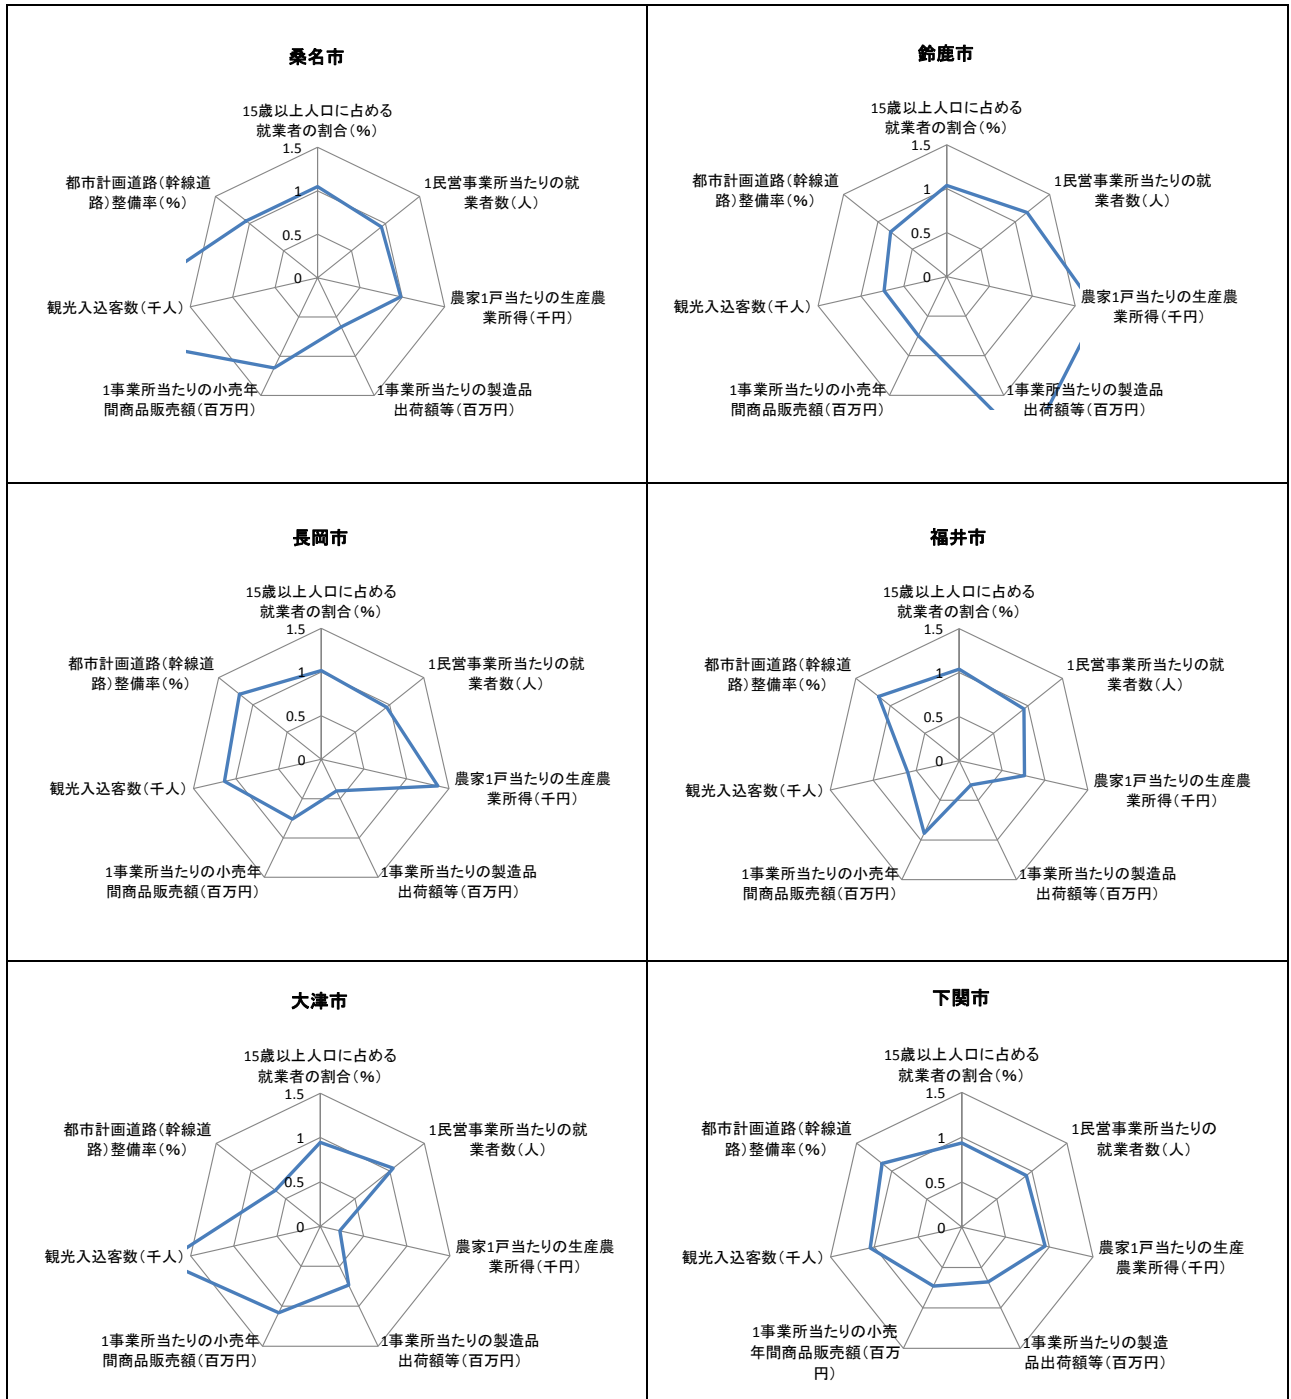 桑名市
15歳以上人口に占める
就業者の割合(%)
1.5
1
0.5
0
1民営事業所当たりの就
業者数(人)
農家1戸当たりの生産農
業所得(千円)
1事業所当たりの製造品
出荷額等(百万円)
1事業所当たりの小売年
間商品販売額(百万円)
観光入込客数(千人)
都市計画道路(幹線道
路)整備率(%)
鈴鹿市
15歳以上人口に占める
就業者の割合(%)
1.5
1
0.5
0
1民営事業所当たりの就
業者数(人)
農家1戸当たりの生産農
業所得(千円)
1事業所当たりの製造品
出荷額等(百万円)
1事業所当たりの小売年
間商品販売額(百万円)
観光入込客数(千人)
都市計画道路(幹線道
路)整備率(%)
長岡市
15歳以上人口に占める
就業者の割合(%)
1.5
1
0.5
0
1民営事業所当たりの就
業者数(人)
農家1戸当たりの生産農
業所得(千円)
1事業所当たりの製造品
出荷額等(百万円)
1事業所当たりの小売年
間商品販売額(百万円)
観光入込客数(千人)
都市計画道路(幹線道
路)整備率(%)
福井市
15歳以上人口に占める
就業者の割合(%)
1.5
1
0.5
0
1民営事業所当たりの就
業者数(人)
農家1戸当たりの生産農
業所得(千円)
1事業所当たりの製造品
出荷額等(百万円)
1事業所当たりの小売年
間商品販売額(百万円)
観光入込客数(千人)
都市計画道路(幹線道
路)整備率(%)
大津市
15歳以上人口に占める
就業者の割合(%)
1.5
1
0.5
0
1民営事業所当たりの就
業者数(人)
農家1戸当たりの生産農
業所得(千円)
1事業所当たりの製造品
出荷額等(百万円)
1事業所当たりの小売年
間商品販売額(百万円)
観光入込客数(千人)
都市計画道路(幹線道
路)整備率(%)
下関市
15歳以上人口に占める
就業者の割合(%)
1.5
1
0.5
0
1民営事業所当たりの
就業者数(人)
農家1戸当たりの生産
農業所得(千円)
1事業所当たりの製造
品出荷額等(百万円)
1事業所当たりの小売
年間商品販売額(百万
円)
観光入込客数(千人)
都市計画道路(幹線道
路)整備率(%)